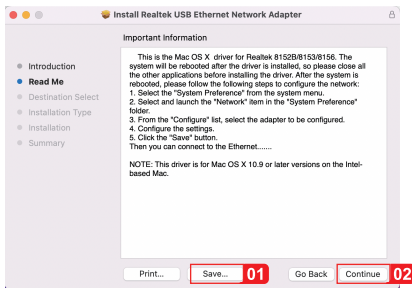 Install Realtek USB Ethernet Network Adapter
Important Information
Introduction
Read Me
Destination Select
Installation Type
Installation
Summary
This is the Mac OS X driver for Realtek 8152B/8153/8156. The
system will be rebooted after the driver is installed, so please close all
the other applications before installing the driver. After the system is
rebooted, please follow the following steps to configure the network:
1. Select the "System Preference" from the system menu.
2. Select and launch the "Network" item in the "System Preference"
folder.
3. From the "Configure" list, select the adapter to be configured.
4. Configure the settings.
5. Click the "Save" button.
Then you can connect to the Ethernet.......
NOTE: This driver is for Mac OS X 10.9 or later versions on the Intel-
based Mac.
Print... Save... 01 Go Back Continue 02